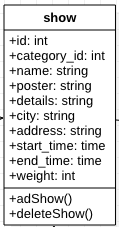 show
+id: int
+category_id: int
+name: string
+poster: string
+details: string
+city: string
+address: string
+start_time: time
+end_time: time
+weight: int
+adShow()
+deleteShow()